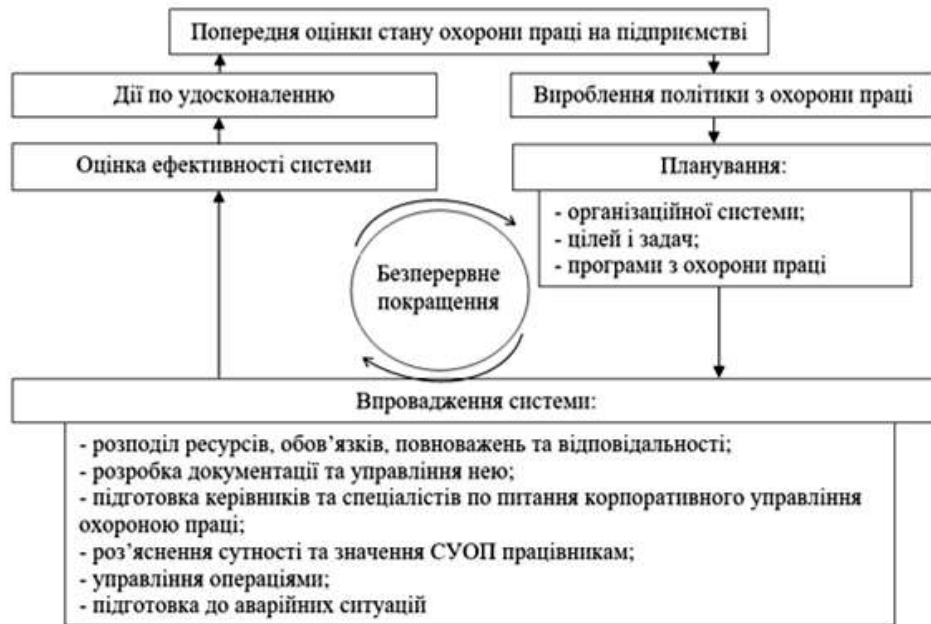 Попередня оцінки стану охорони праці на підприємстві
Дії по удосконаленню
Вироблення політики з охорони праці
Оцінка ефективності системи
Планування:
- організаційної системи;
- цілей і задач;
- програми з охорони праці
Безперервне
покращення
Впровадження системи:
- розподіл ресурсів, обов’язків, повноважень та відповідальності;
- розробка документації та управління нею;
- підготовка керівників та спеціалістів по питання корпоративного управління
охороною праці;
- роз’яснення сутності та значення СУОП працівникам;
- управління операціями;
- підготовка до аварійних ситуацій